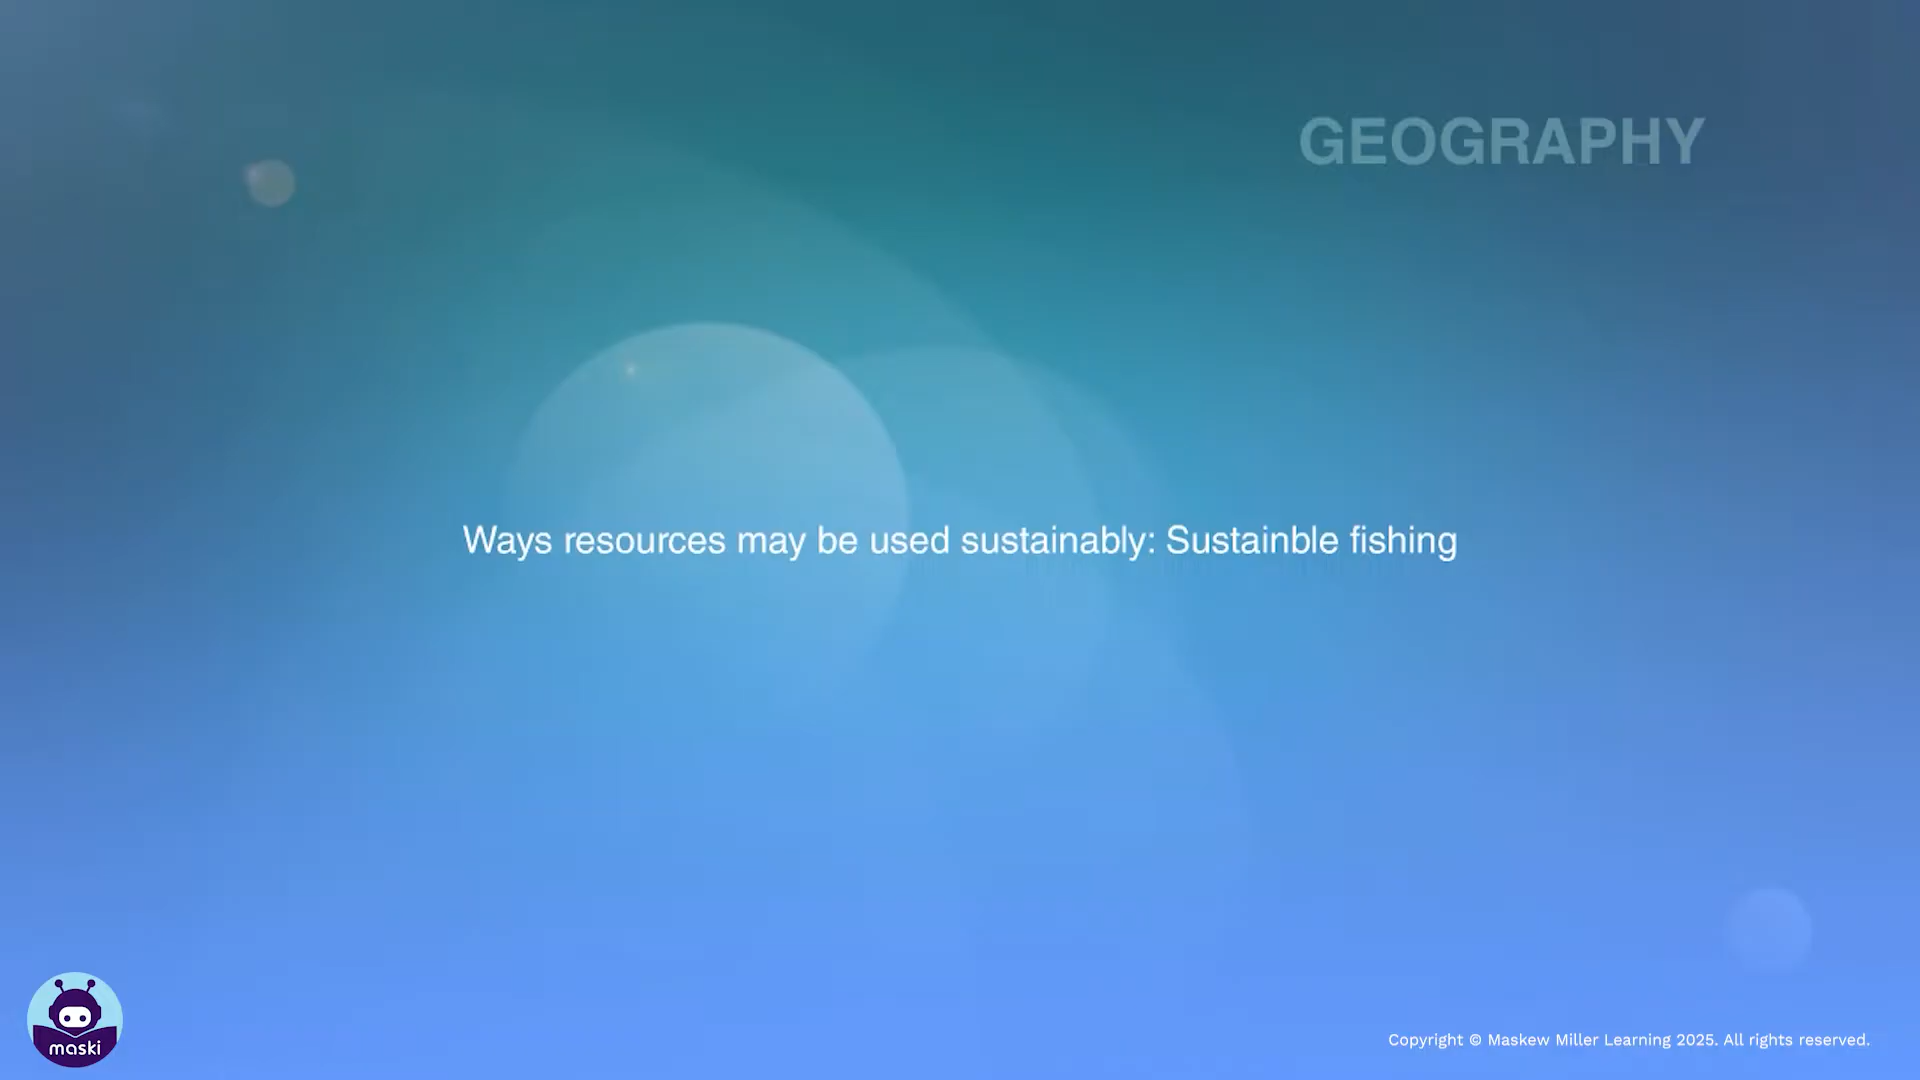 GEOGRAPHY
Ways resources may be used sustainably: Sustainble fishing
maski
Copyright © Maskew Miller Learning 2025. All rights reserved.